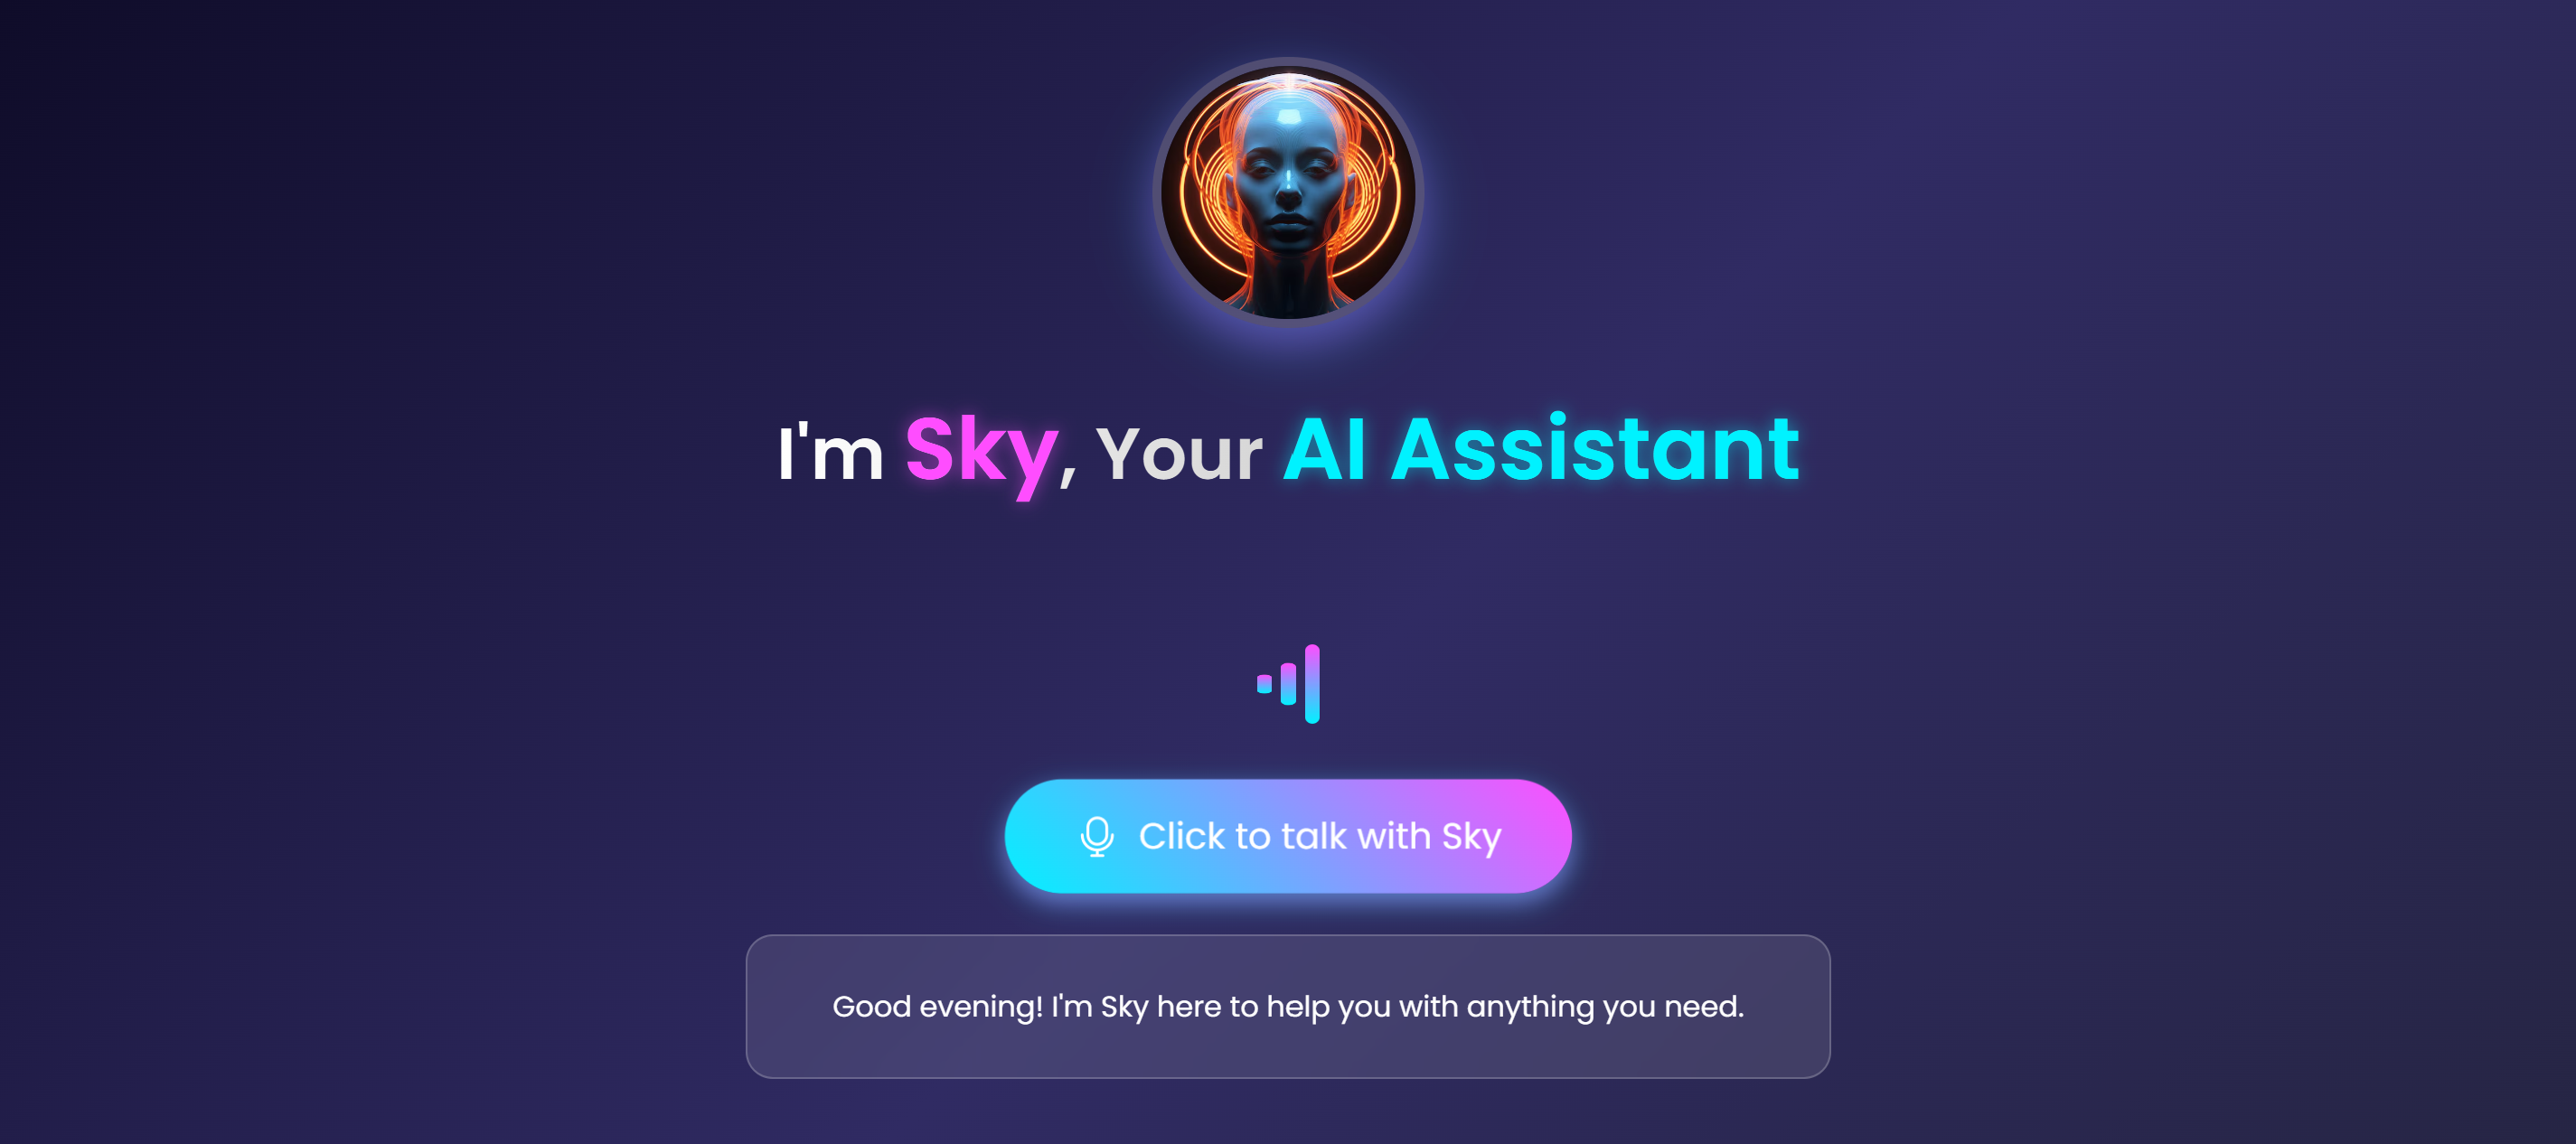 I'm Sky, Your AI Assistant
Click to talk with Sky
Good evening! I'm Sky here to help you with anything you need.